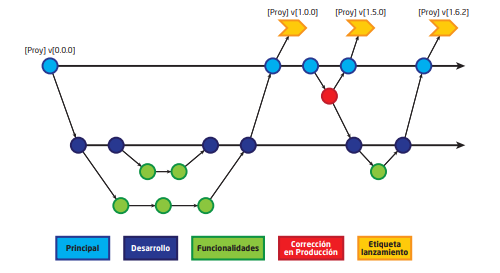 [Proy] v[1.0.0]
[Proy] v[1.5.0]
[Proy] v[1.6.2]
[Proy] v[0.0.0]
Principal
Desarrollo
Funcionalidades
Corrección
en Producción
Etiqueta
lanzamiento